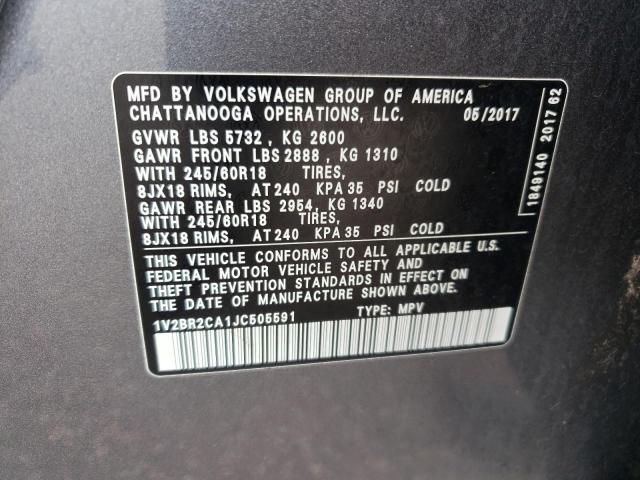 MFD BY VOLKSWAGEN GROUP OF AMERICA
CHATTANOOGA OPERATIONS, LLC. 05/2017
GVWR LBS 5732 , KG 2600
GAWR FRONT LBS 2888 , KG 1310
WITH 245/60R18 TIRES,
8JX18 RIMS, AT 240 KPA 35 PSI COLD
GAWR REAR LBS 2954, KG 1340
WITH 245/60R18 TIRES,
8JX18 RIMS, AT 240 KPA 35 PSI COLD
THIS VEHICLE CONFORMS TO ALL APPLICABLE U.S.
FEDERAL MOTOR VEHICLE SAFETY AND
THEFT PREVENTION STANDARDS IN EFFECT ON
THE DATE OF MANUFACTURE SHOWN ABOVE.
1V2BR2CA1JC505591 TYPE: MPV
1849140 2017 62